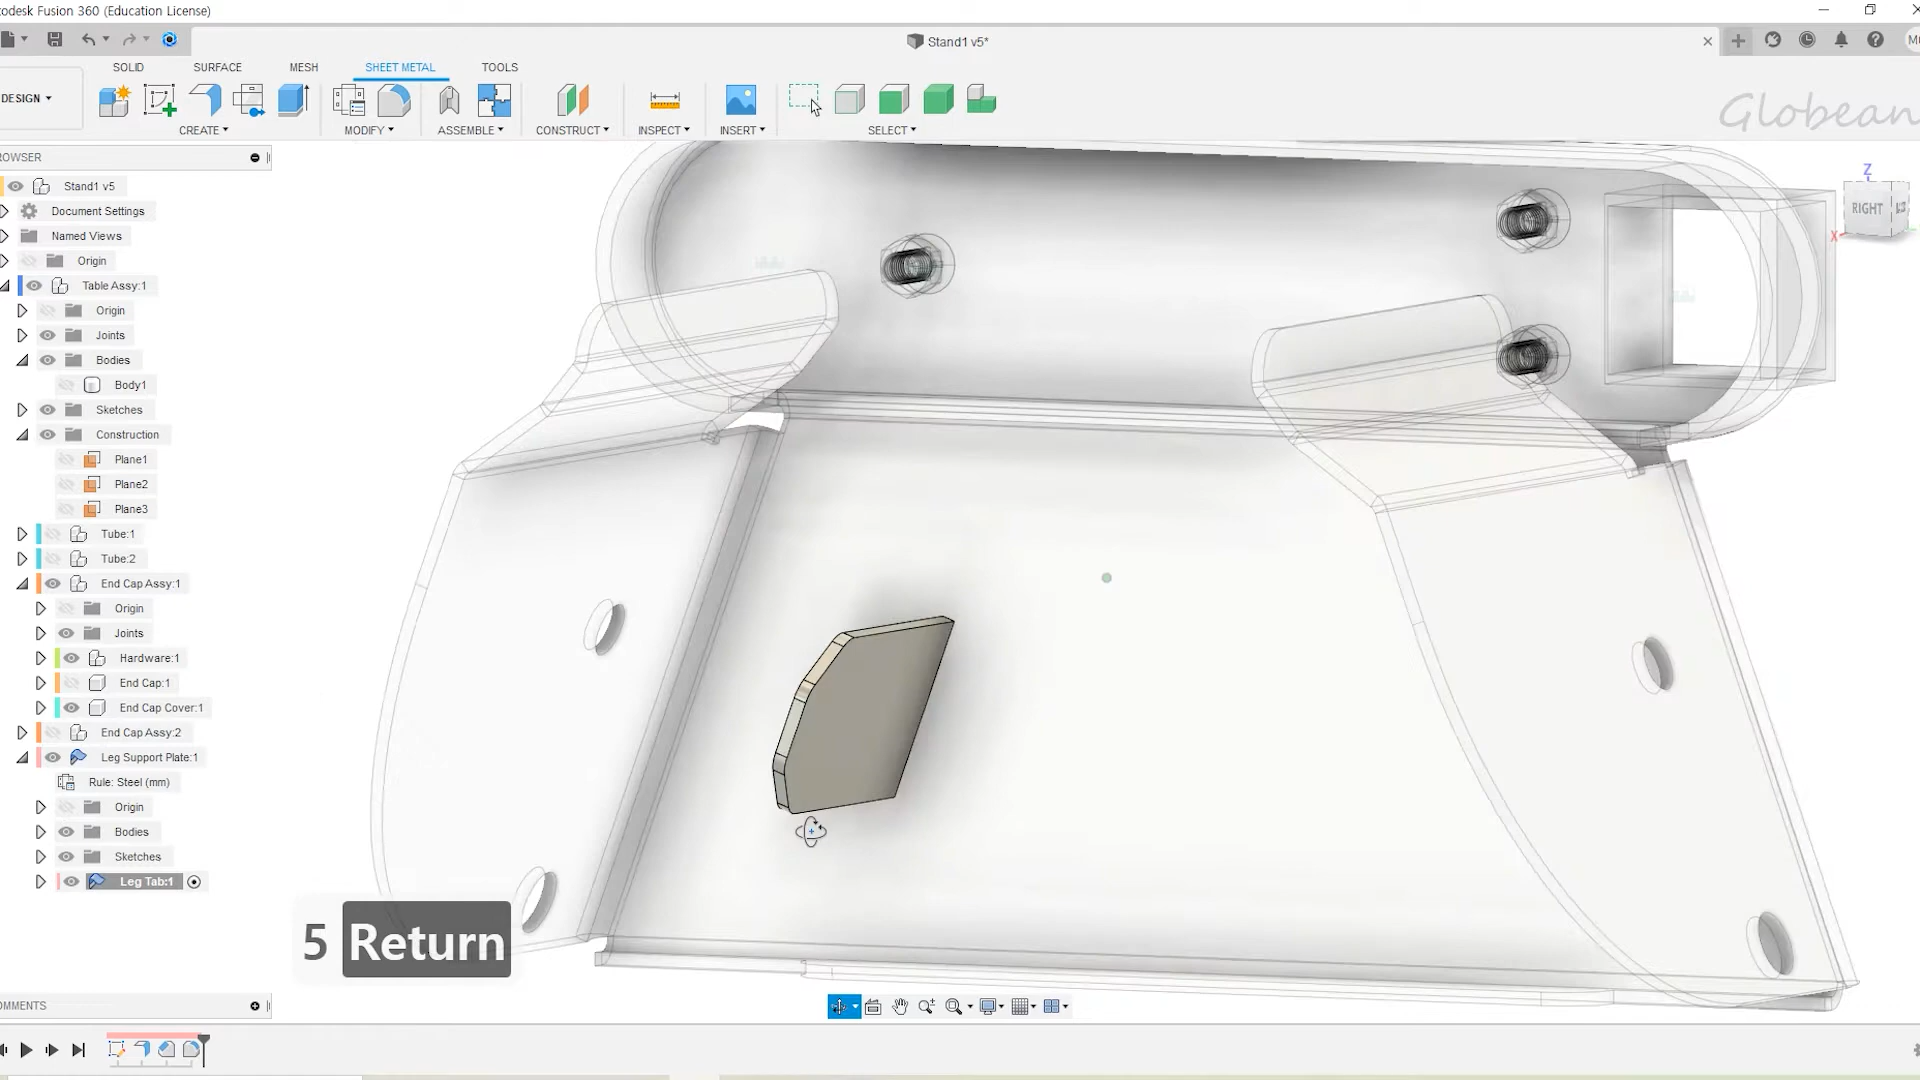 odesk Fusion 360 (Education License)
Stand1 v5*
SOLID
SURFACE
MESH
SHEET METAL
TOOLS
DESIGN
CREATE
MODIFY
ASSEMBLE
CONSTRUCT
INSPECT
INSERT
SELECT
Globean
ROWSER
Stand1 v5
Document Settings
Named Views
Origin
Table Assy:1
Origin
Joints
Bodies
Body1
Sketches
Construction
Plane1
Plane2
Plane3
Tube:1
Tube:2
End Cap Assy:1
Origin
Joints
Hardware:1
End Cap:1
End Cap Cover:1
End Cap Assy:2
Leg Support Plate:1
Rule: Steel (mm)
Origin
Bodies
Sketches
Leg Tab:1
Z
RIGHT
X
5 Return
OMMENTS